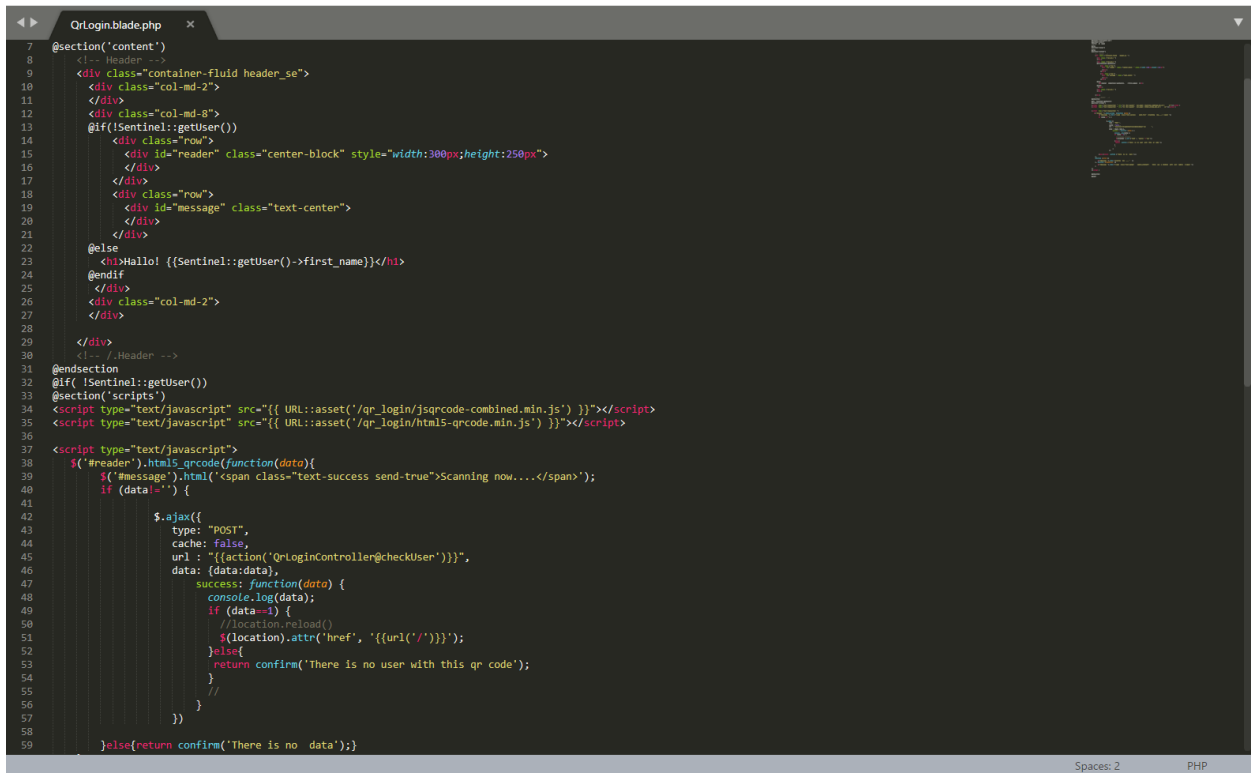 QrLogin.blade.php ×
7 @section('content')
8 <!-- Header -->
9 <div class="container-fluid header_se">
10 <div class="col-md-2">
11 </div>
12 <div class="col-md-8">
13 @if(!Sentinel::getUser())
14 <div class="row">
15 <div id="reader" class="center-block" style="width:300px;height:250px">
16 </div>
17 </div>
18 <div class="row">
19 <div id="message" class="text-center">
20 </div>
21 </div>
22 @else
23 <h1>Hallo! {{Sentinel::getUser()->first_name}}</h1>
24 @endif
25 </div>
26 <div class="col-md-2">
27 </div>
28
29 </div>
30 <!-- /.Header -->
31 @endsection
32 @if( !Sentinel::getUser())
33 @section('scripts')
34 <script type="text/javascript" src="{{ URL::asset('/qr_login/jsqrcode-combined.min.js') }}"></script>
35 <script type="text/javascript" src="{{ URL::asset('/qr_login/html5-qrcode.min.js') }}"></script>
36
37 <script type="text/javascript">
38 $('#reader').html5_qrcode(function(data){
39 $('#message').html('<span class="text-success send-true">Scanning now....</span>');
40 if (data!='') {
41
42 $.ajax({
43 type: "POST",
44 cache: false,
45 url : "{{action('QrLoginController@checkUser')}}",
46 data: {data:data},
47 success: function(data) {
48 console.log(data);
49 if (data==1) {
50 //location.reload()
51 $(location).attr('href', '{{url('/')}}');
52 }else{
53 return confirm('There is no user with this qr code');
54 }
55 //
56 }
57 })
58
59 }else{return confirm('There is no  data');}
Spaces: 2 PHP